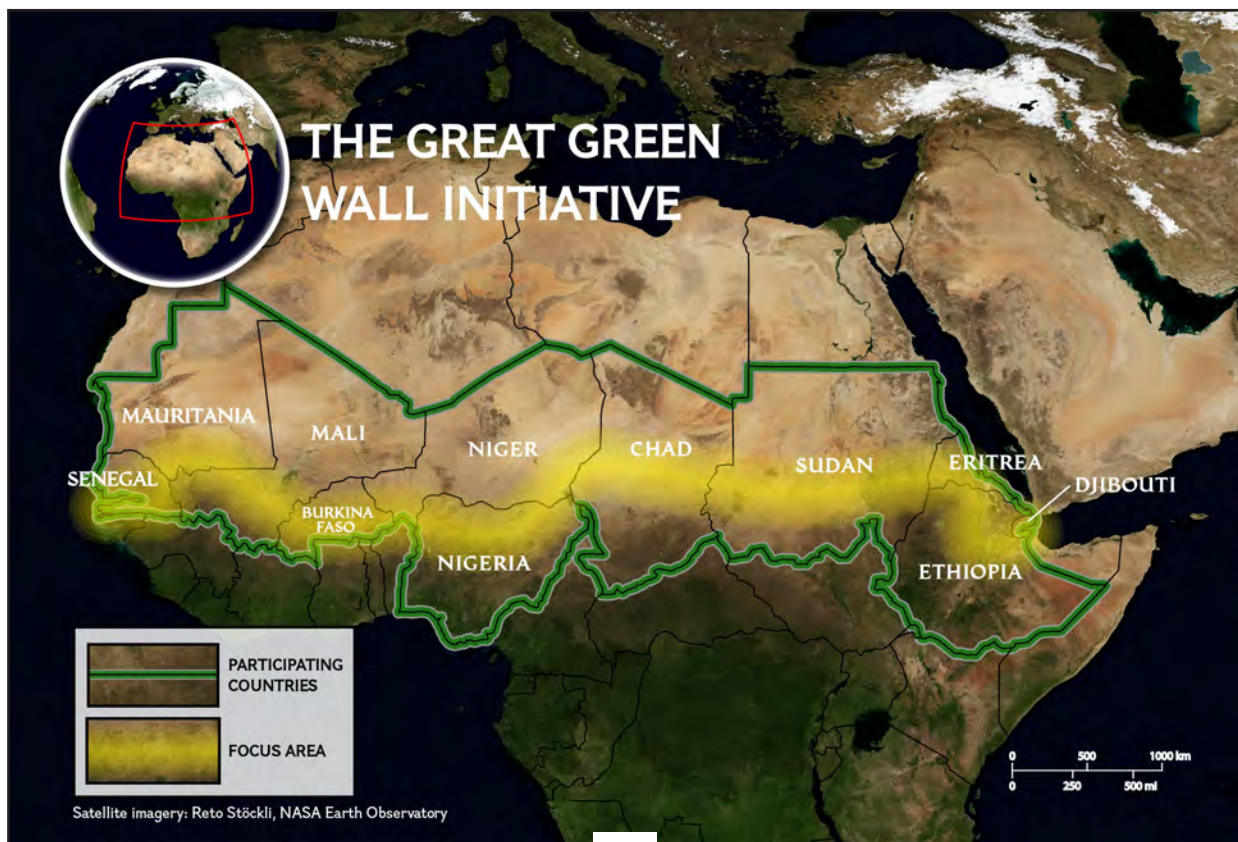 THE GREAT GREEN
WALL INITIATIVE
MAURITANIA
MALI
NIGER
CHAD
SUDAN
ERITREA
SENEGAL
DJIBOUTI
BURKINA
FASO
NIGERIA
ETHIOPIA
PARTICIPATING
COUNTRIES
FOCUS AREA
0 500 1000 km
0 250 500 mi
Satellite imagery: Reto Stöckli, NASA Earth Observatory